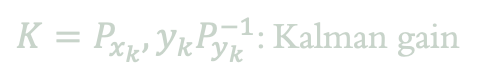 $K = P_{x_k}, y_k P_{y_k}^{-1}$: Kalman gain